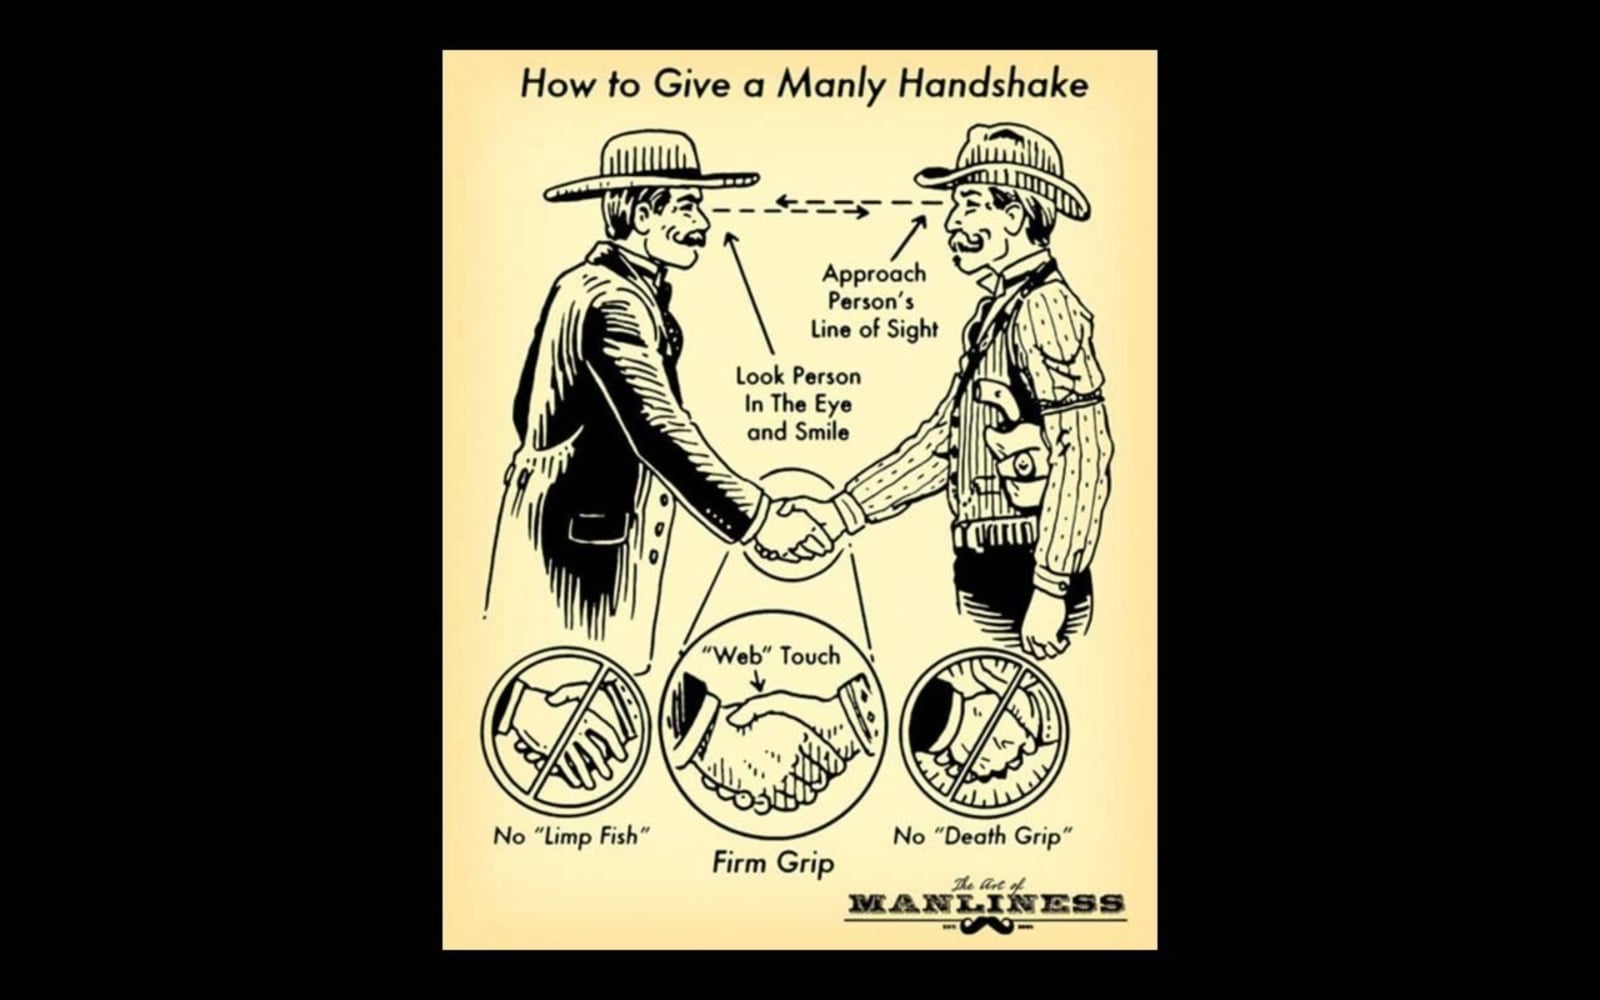 How to Give a Manly Handshake
Approach
Person's
Line of Sight
Look Person
In The Eye
and Smile
"Web" Touch
No "Limp Fish"
Firm Grip
No "Death Grip"
The Art of
MANLINESS